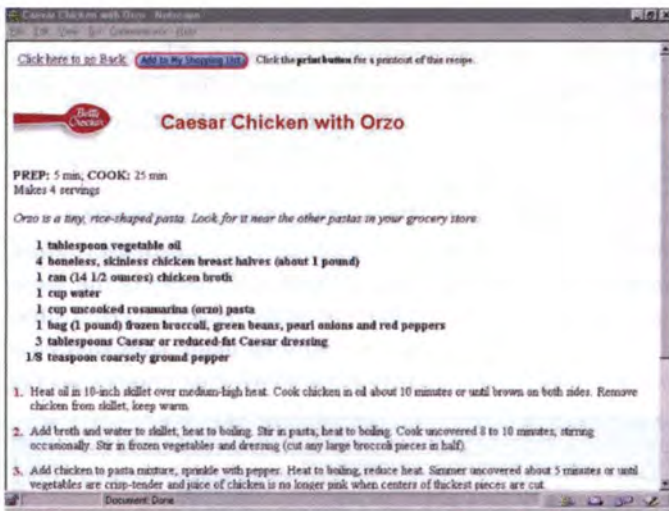 Caesar Chicken with Orzo - Netscape
File Edit View Go Communicator Help
Click here to go Back Add to My Shopping List Click the print button for a printout of this recipe.
Betty Crocker
Caesar Chicken with Orzo
PREP: 5 min, COOK: 25 min
Makes 4 servings
Orzo is a tiny, rice-shaped pasta. Look for it near the other pastas in your grocery store.
1 tablespoon vegetable oil
4 boneless, skinless chicken breast halves (about 1 pound)
1 can (14 1/2 ounces) chicken broth
1 cup water
1 cup uncooked rosamarina (orzo) pasta
1 bag (1 pound) frozen broccoli, green beans, pearl onions and red peppers
3 tablespoons Caesar or reduced-fat Caesar dressing
1/8 teaspoon coarsely ground pepper
1. Heat oil in 10-inch skillet over medium-high heat. Cook chicken in oil about 10 minutes or until brown on both sides. Remove
chicken from skillet, keep warm.
2. Add broth and water to skillet, heat to boiling. Stir in pasta, heat to boiling. Cook uncovered 8 to 10 minutes, stirring
occasionally. Stir in frozen vegetables and dressing (cut any large broccoli pieces in half).
3. Add chicken to pasta mixture, sprinkle with pepper. Heat to boiling, reduce heat. Simmer uncovered about 5 minutes or until
vegetables are crisp-tender and juice of chicken is no longer pink when centers of thickest pieces are cut.
Document: Done